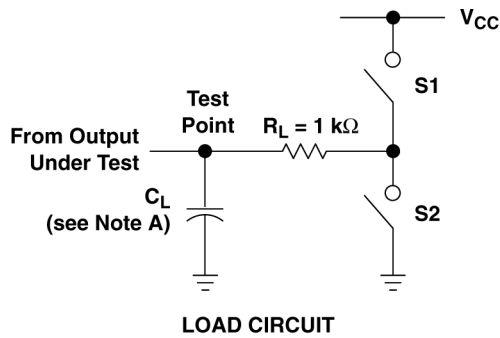 VCC
S1
Test
Point
RL = 1 kΩ
From Output
Under Test
CL
(see Note A)
S2
LOAD CIRCUIT